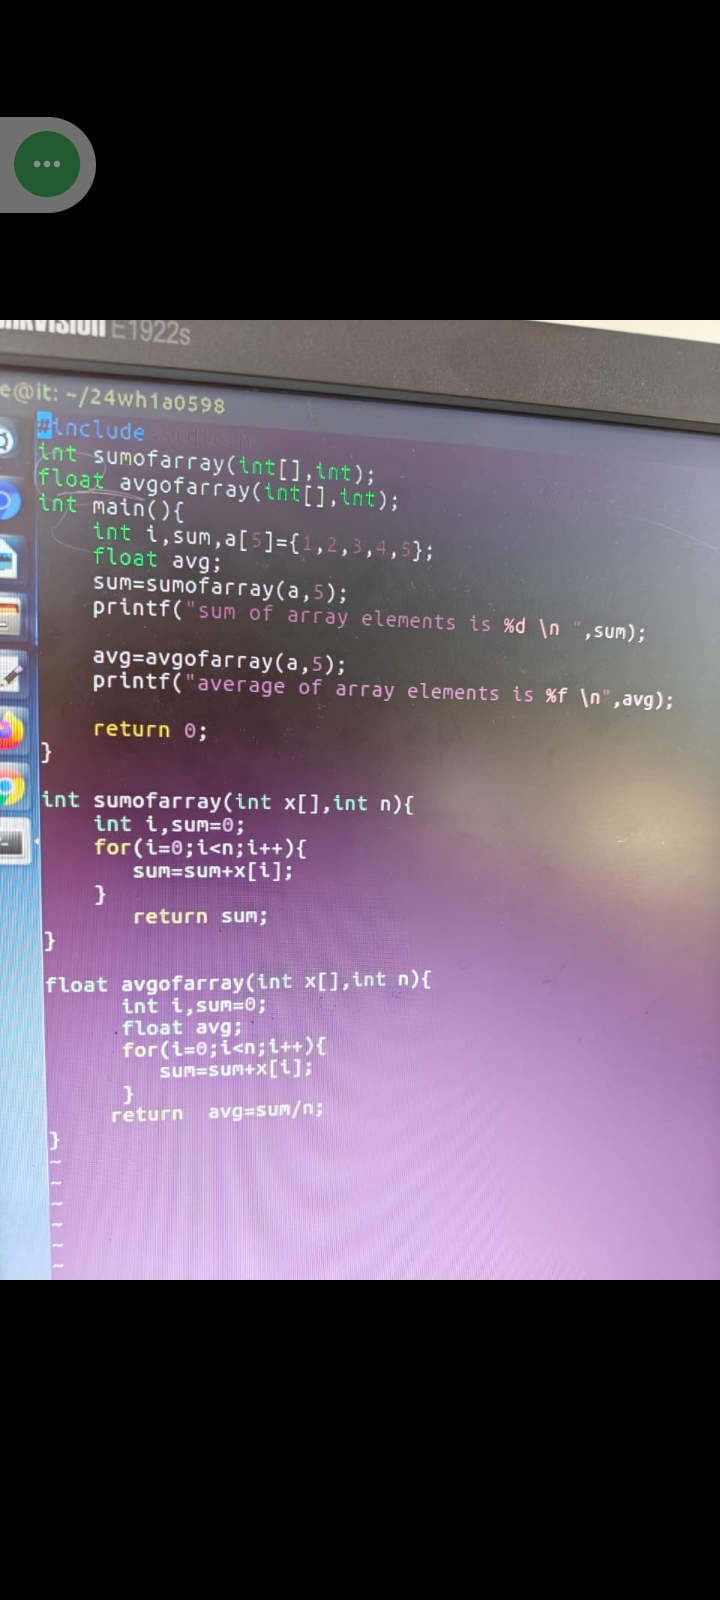 E1922s
e@it: ~/24wh1a0598
#include
int sumofarray(int[],int);
float avgofarray(int[],int);
int main(){
    int i,sum,a[5]={1,2,3,4,5};
    float avg;
    sum=sumofarray(a,5);
    printf("sum of array elements is %d \n ",sum);

    avg=avgofarray(a,5);
    printf("average of array elements is %f \n",avg);

    return 0;
}

int sumofarray(int x[],int n){
    int i,sum=0;
    for(i=0;i<n;i++){
       sum=sum+x[i];
    }
       return sum;
}

float avgofarray(int x[],int n){
      int i,sum=0;
      float avg;
      for(i=0;i<n;i++){
         sum=sum+x[i];
      }
     return  avg=sum/n;
}
~
~
~
~
~
~